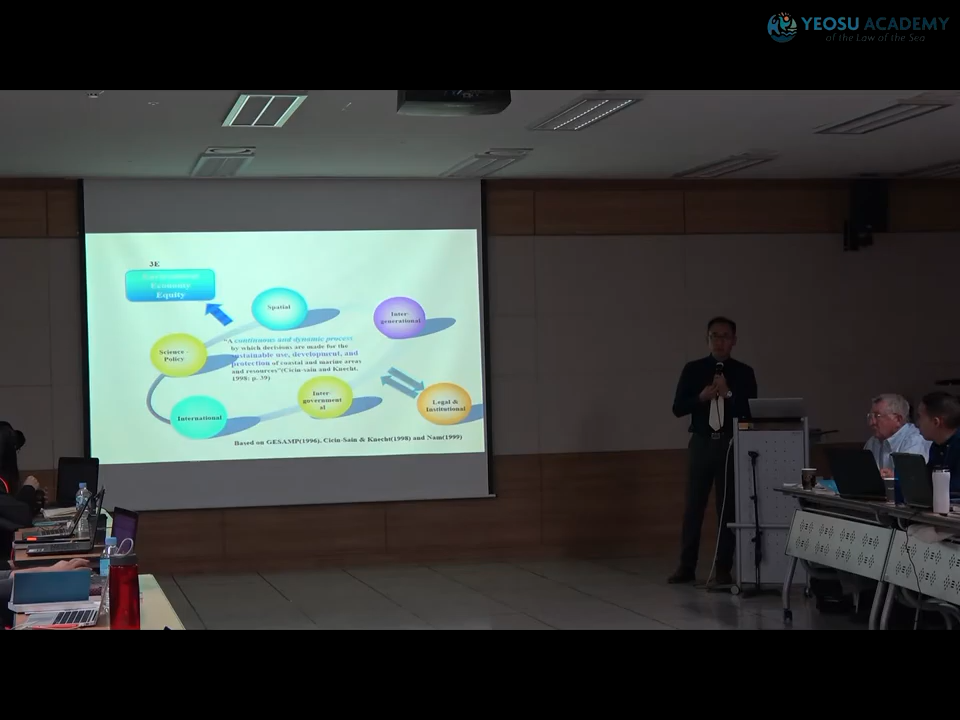 YEOSU ACADEMY
of the Law of the Sea
3E
Economy
Equity
Spatial
Inter-
generational
Science -
Policy
"A continuous and dynamic process
by which decisions are made for the
sustainable use, development, and
protection of coastal and marine areas
and resources"(Cicin-sain and Knecht,
1998: p. 39)
Inter-
government
al
Legal &
Institutional
International
Based on GESAMP(1996), Cicin-Sain & Knecht(1998) and Nam(1999)